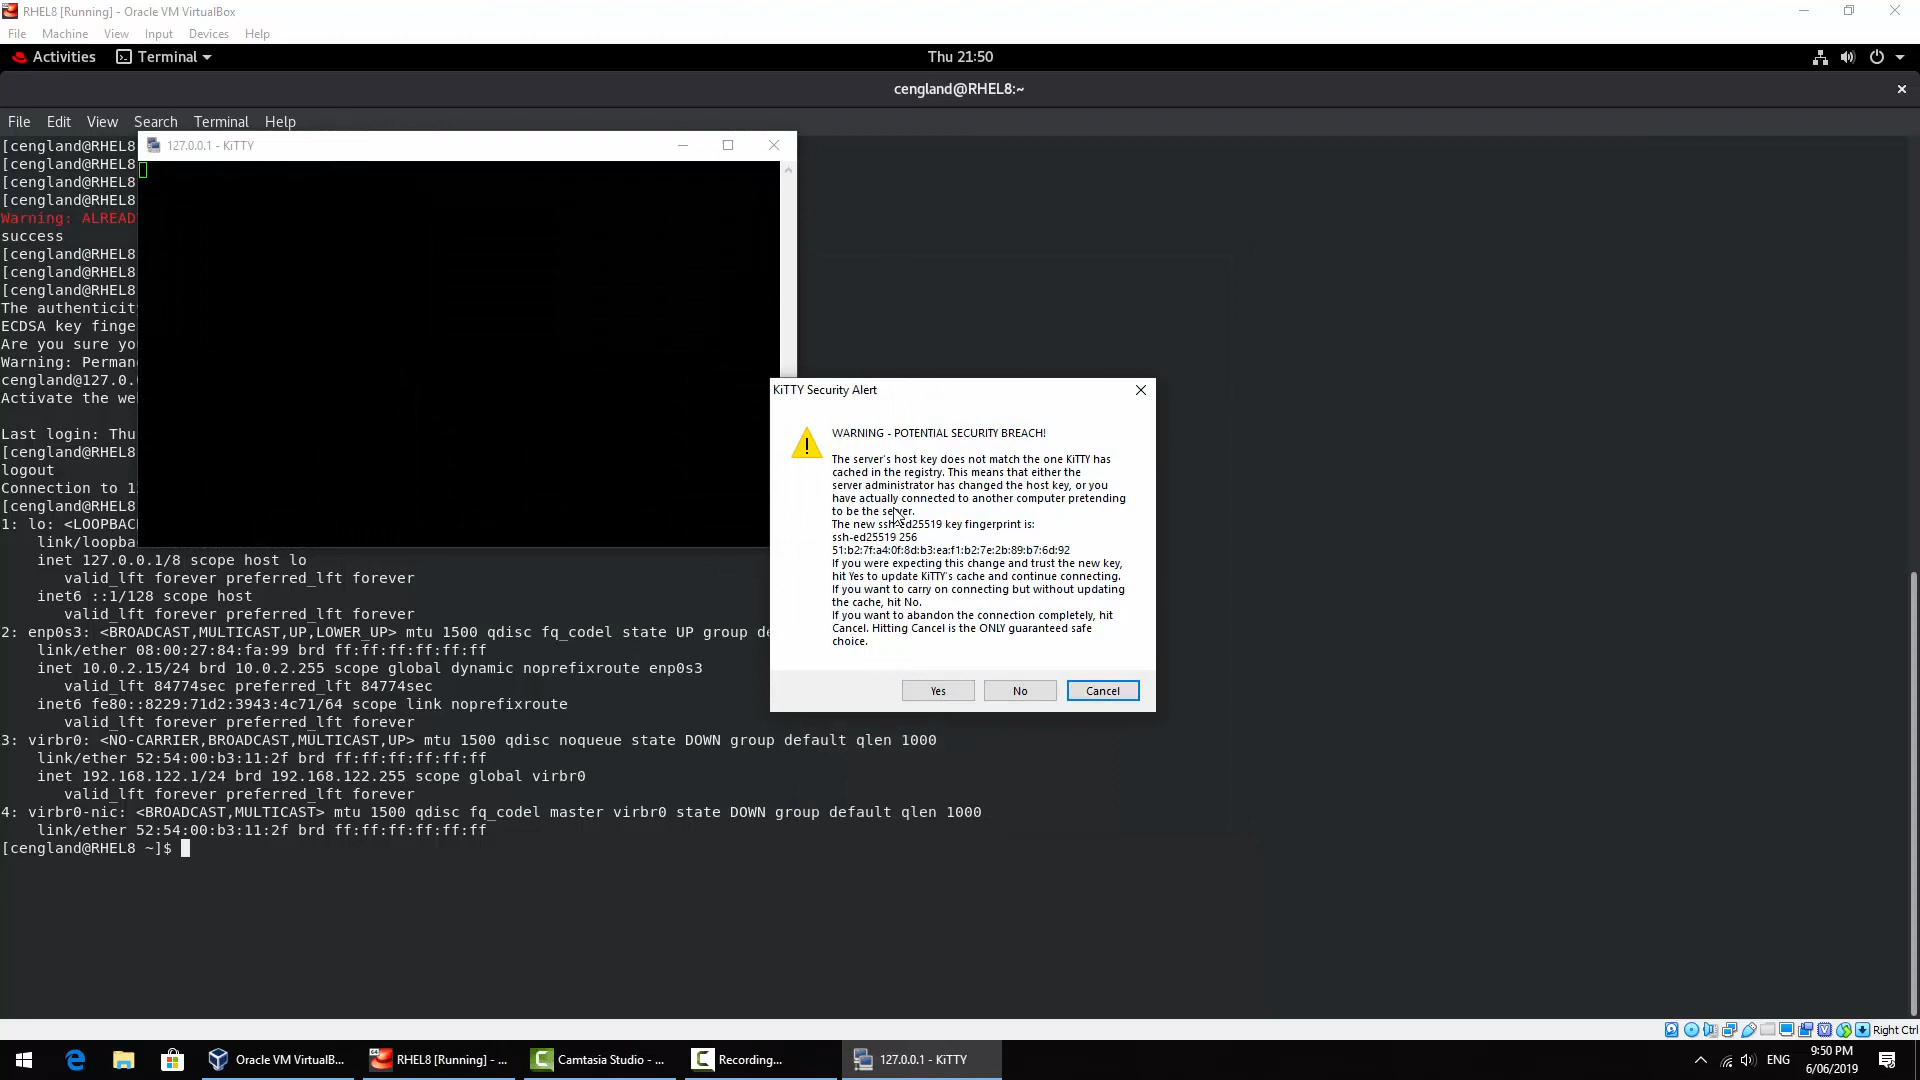 RHEL8 [Running] - Oracle VM VirtualBox
File Machine View Input Devices Help
Activities Terminal Thu 21:50
cengland@RHEL8:~
File Edit View Search Terminal Help
[cengland@RHEL8
[cengland@RHEL8
[cengland@RHEL8
[cengland@RHEL8
Warning: ALREAD
success
[cengland@RHEL8
[cengland@RHEL8
[cengland@RHEL8
The authenticit
ECDSA key finge
Are you sure yo
Warning: Perman
cengland@127.0.
Activate the we
Last login: Thu
[cengland@RHEL8
logout
Connection to 1
[cengland@RHEL8
1: lo: <LOOPBAC
link/loopba
inet 127.0.0.1/8 scope host lo
valid_lft forever preferred_lft forever
inet6 ::1/128 scope host
valid_lft forever preferred_lft forever
2: enp0s3: <BROADCAST,MULTICAST,UP,LOWER_UP> mtu 1500 qdisc fq_codel state UP group de
link/ether 08:00:27:84:fa:99 brd ff:ff:ff:ff:ff:ff
inet 10.0.2.15/24 brd 10.0.2.255 scope global dynamic noprefixroute enp0s3
valid_lft 84774sec preferred_lft 84774sec
inet6 fe80::8229:71d2:3943:4c71/64 scope link noprefixroute
valid_lft forever preferred_lft forever
3: virbr0: <NO-CARRIER,BROADCAST,MULTICAST,UP> mtu 1500 qdisc noqueue state DOWN group default qlen 1000
link/ether 52:54:00:b3:11:2f brd ff:ff:ff:ff:ff:ff
inet 192.168.122.1/24 brd 192.168.122.255 scope global virbr0
valid_lft forever preferred_lft forever
4: virbr0-nic: <BROADCAST,MULTICAST> mtu 1500 qdisc fq_codel master virbr0 state DOWN group default qlen 1000
link/ether 52:54:00:b3:11:2f brd ff:ff:ff:ff:ff:ff
[cengland@RHEL8 ~]$
127.0.0.1 - KiTTY
KiTTY Security Alert
WARNING - POTENTIAL SECURITY BREACH!
The server's host key does not match the one KiTTY has
cached in the registry. This means that either the
server administrator has changed the host key, or you
have actually connected to another computer pretending
to be the server.
The new ssh-ed25519 key fingerprint is:
ssh-ed25519 256
51:b2:7f:a4:0f:8d:b3:ea:f1:b2:7e:2b:89:b7:6d:92
If you were expecting this change and trust the new key,
hit Yes to update KiTTY's cache and continue connecting.
If you want to carry on connecting but without updating
the cache, hit No.
If you want to abandon the connection completely, hit
Cancel. Hitting Cancel is the ONLY guaranteed safe
choice.
Yes No Cancel
Right Ctrl
Oracle VM VirtualB... RHEL8 [Running] - ... Camtasia Studio - ... Recording... 127.0.0.1 - KiTTY ENG 9:50 PM
6/06/2019